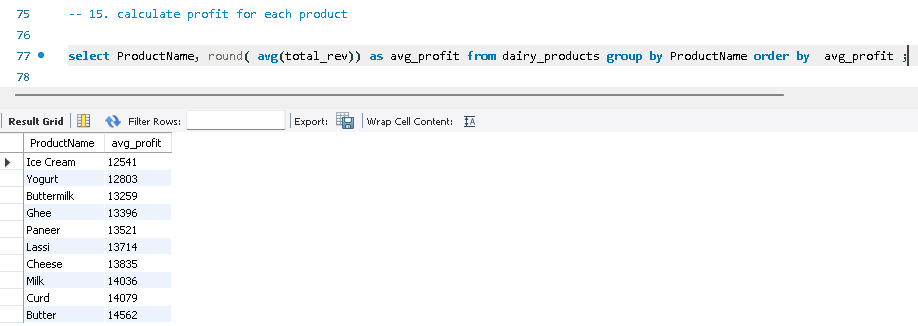 75 -- 15. calculate profit for each product
76
77 select ProductName, round( avg(total_rev)) as avg_profit from dairy_products group by ProductName order by  avg_profit ;
78
Result Grid Filter Rows: Export: Wrap Cell Content: IA
ProductName avg_profit
Ice Cream 12541
Yogurt 12803
Buttermilk 13259
Ghee 13396
Paneer 13521
Lassi 13714
Cheese 13835
Milk 14036
Curd 14079
Butter 14562